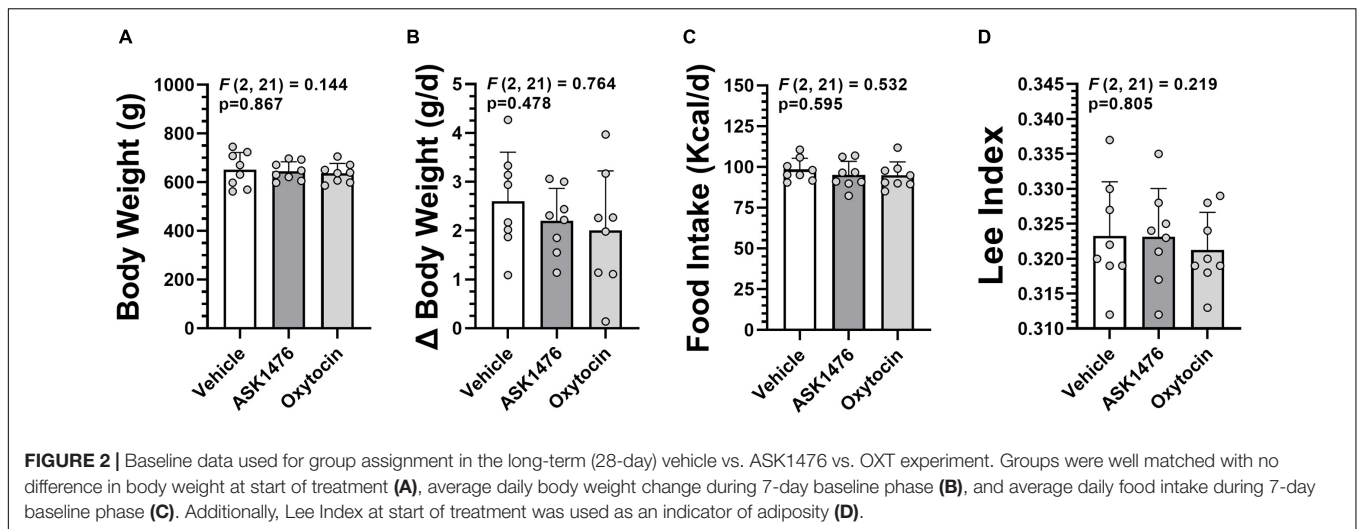 A
Body Weight (g)
1000
800
600
400
200
0
F (2, 21) = 0.144
p=0.867
Vehicle
ASK1476
Oxytocin
B
Δ Body Weight (g/d)
5
4
3
2
1
0
F (2, 21) = 0.764
p=0.478
Vehicle
ASK1476
Oxytocin
C
Food Intake (Kcal/d)
150
125
100
75
50
25
0
F (2, 21) = 0.532
p=0.595
Vehicle
ASK1476
Oxytocin
D
Lee Index
0.345
0.340
0.335
0.330
0.325
0.320
0.315
0.310
F (2, 21) = 0.219
p=0.805
Vehicle
ASK1476
Oxytocin
FIGURE 2 | Baseline data used for group assignment in the long-term (28-day) vehicle vs. ASK1476 vs. OXT experiment. Groups were well matched with no
difference in body weight at start of treatment (A), average daily body weight change during 7-day baseline phase (B), and average daily food intake during 7-day
baseline phase (C). Additionally, Lee Index at start of treatment was used as an indicator of adiposity (D).